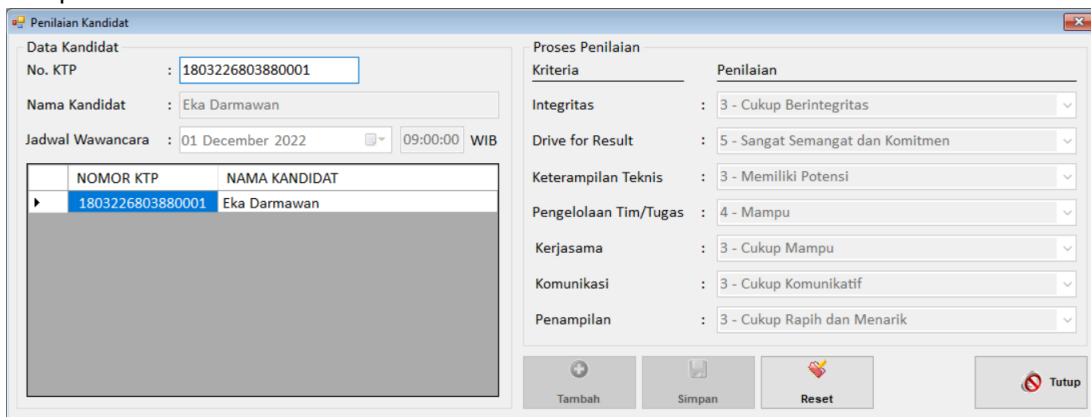 Penilaian Kandidat
Data Kandidat
No. KTP : 1803226803880001
Nama Kandidat : Eka Darmawan
Jadwal Wawancara : 01 December 2022 09:00:00 WIB
NOMOR KTP NAMA KANDIDAT
1803226803880001 Eka Darmawan
Proses Penilaian
Kriteria Penilaian
Integritas : 3 - Cukup Berintegritas
Drive for Result : 5 - Sangat Semangat dan Komitmen
Keterampilan Teknis : 3 - Memiliki Potensi
Pengelolaan Tim/Tugas : 4 - Mampu
Kerjasama : 3 - Cukup Mampu
Komunikasi : 3 - Cukup Komunikatif
Penampilan : 3 - Cukup Rapih dan Menarik
Tambah Simpan Reset Tutup